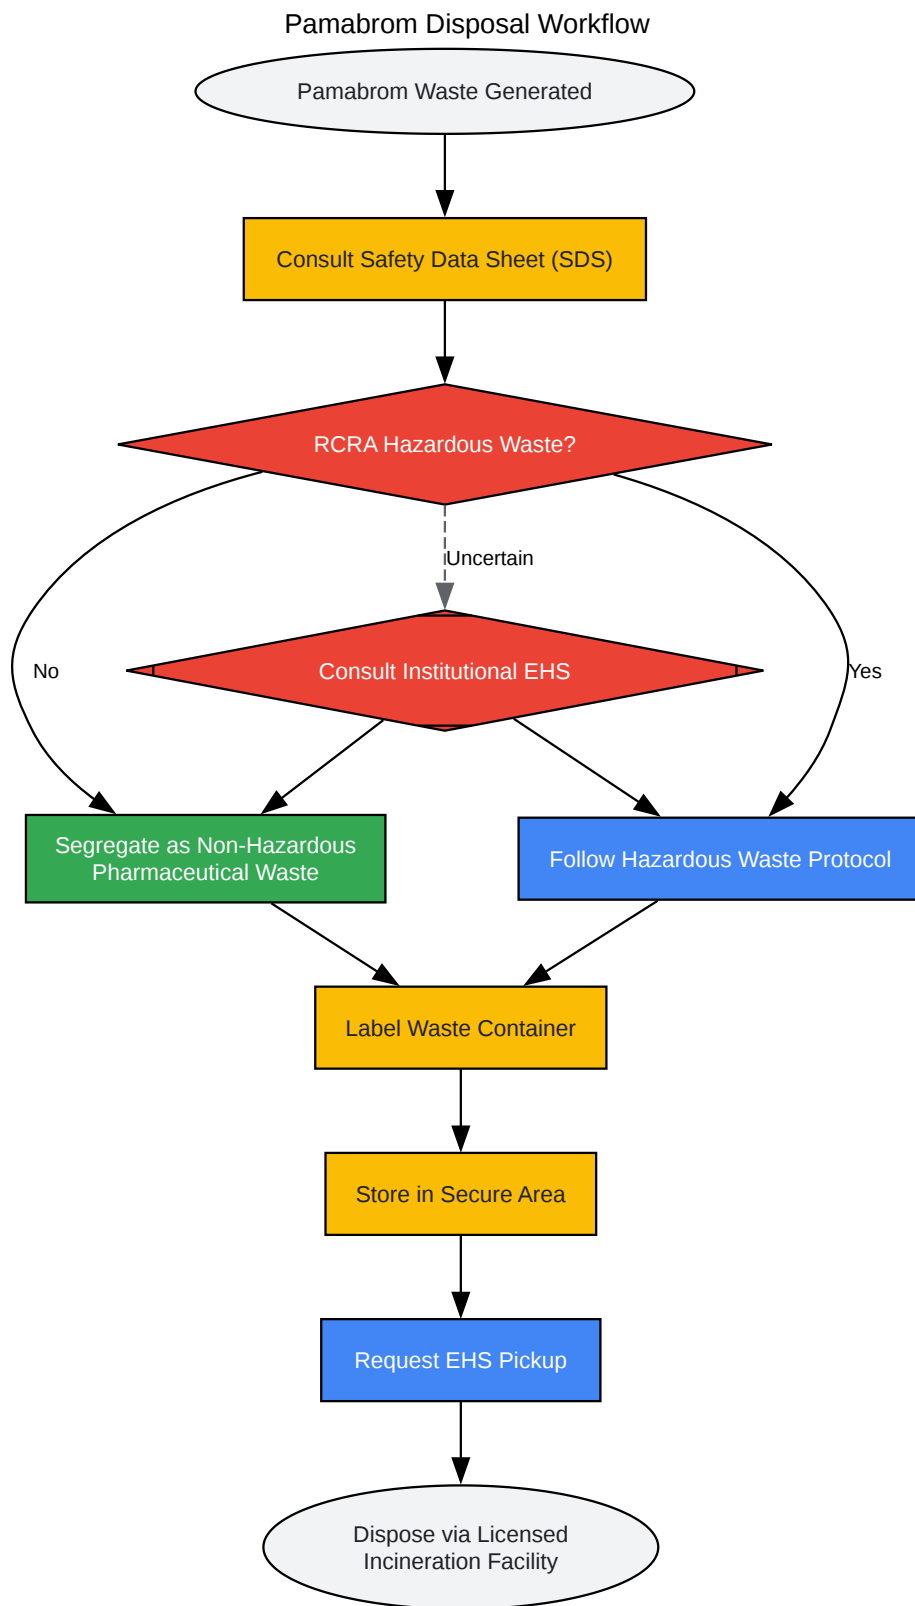 Pamabrom Disposal Workflow
Pamabrom Waste Generated
Consult Safety Data Sheet (SDS)
RCRA Hazardous Waste?
Uncertain
No
Consult Institutional EHS
Yes
Segregate as Non-Hazardous
Pharmaceutical Waste
Follow Hazardous Waste Protocol
Label Waste Container
Store in Secure Area
Request EHS Pickup
Dispose via Licensed
Incineration Facility